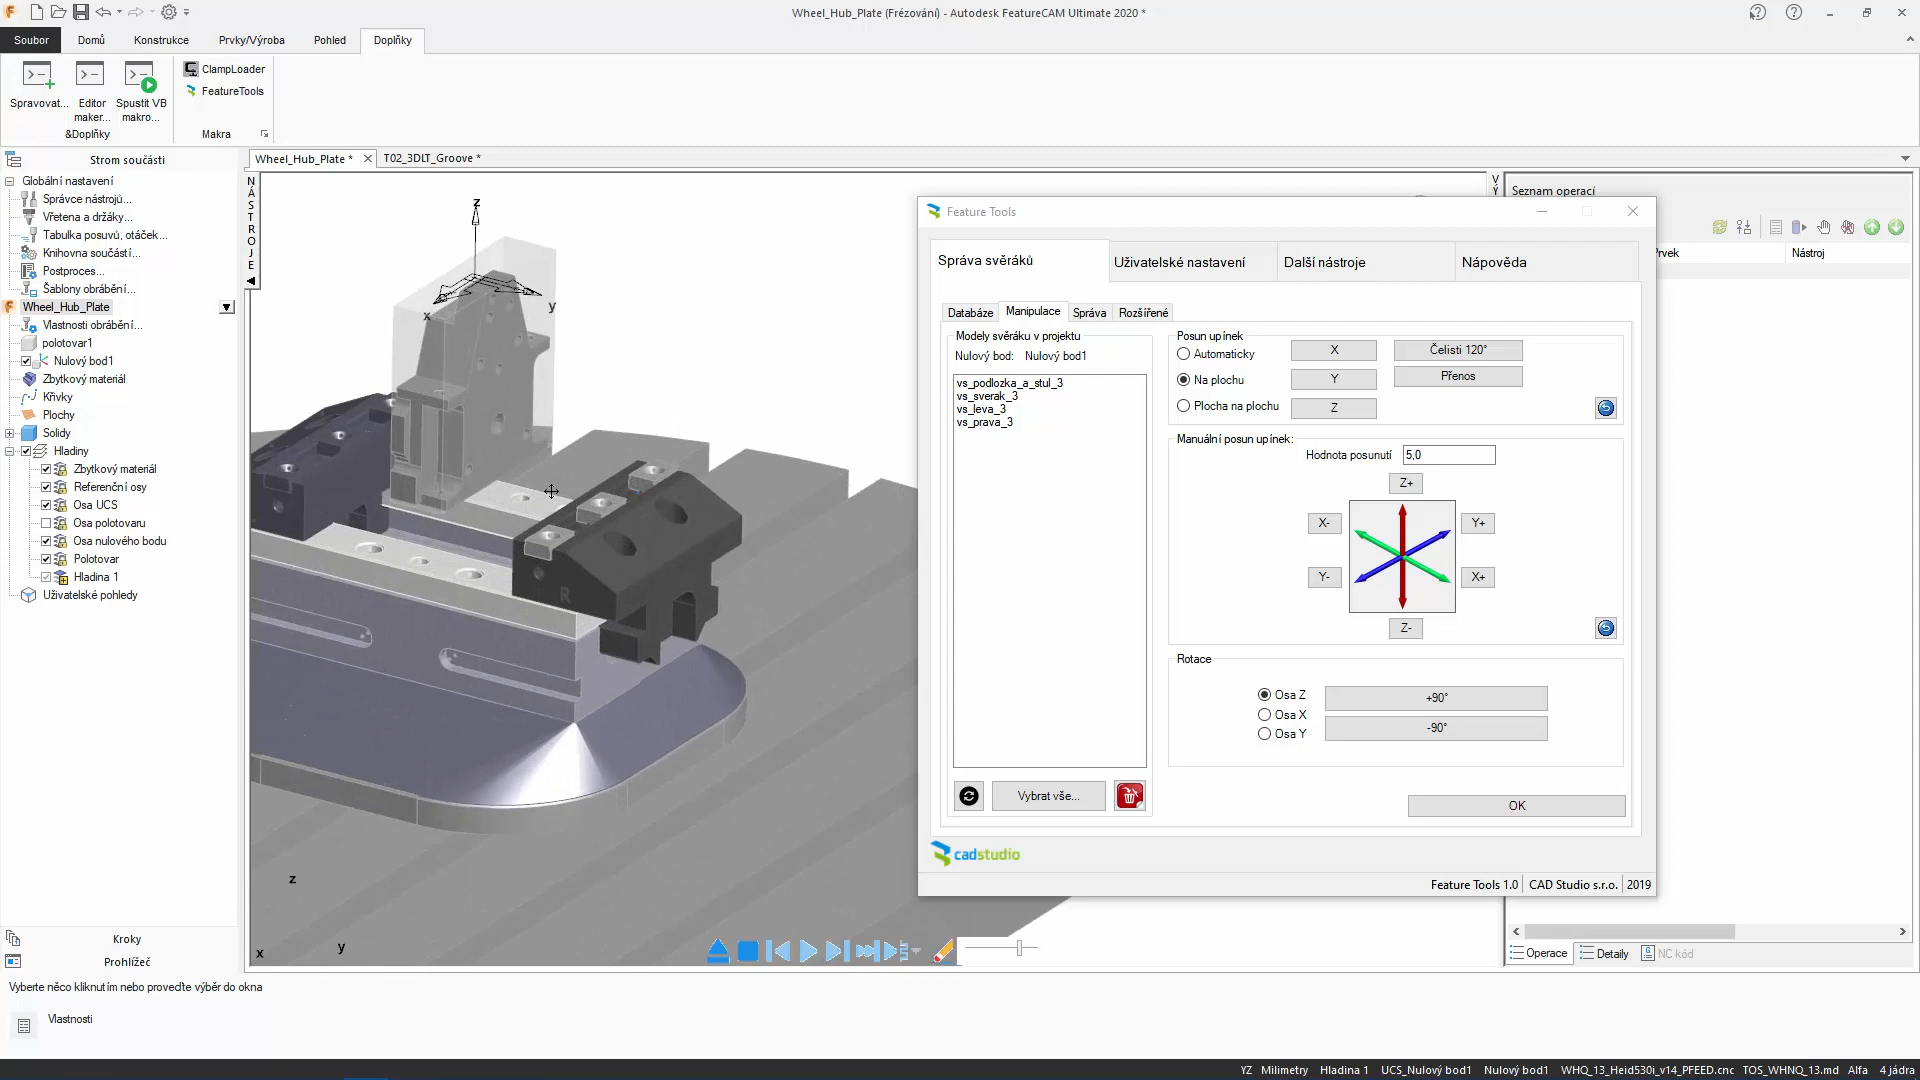 Wheel_Hub_Plate (Frézování) - Autodesk FeatureCAM Ultimate 2020 *
Soubor
Domů
Konstrukce
Prvky/Výroba
Pohled
Doplňky
Spravovat...
Editor maker...
Spustit VB makro...
&Doplňky
ClampLoader
FeatureTools
Makra
Strom součásti
Wheel_Hub_Plate *
T02_3DLT_Groove *
Globální nastavení
Správce nástrojů...
Vřetena a držáky...
Tabulka posuvů, otáček...
Knihovna součástí...
Postproces...
Šablony obrábění...
Wheel_Hub_Plate
Vlastnosti obrábění...
polotovar1
Nulový bod1
Zbytkový materiál
Křivky
Plochy
Solidy
Hladiny
Zbytkový materiál
Referenční osy
Osa UCS
Osa polotovaru
Osa nulového bodu
Polotovar
Hladina 1
Uživatelské pohledy
Kroky
Prohlížeč
NÁSTROJE
z
x
y
R
z
x
y
Feature Tools
Správa svěráků
Uživatelské nastavení
Další nástroje
Nápověda
Databáze
Manipulace
Správa
Rozšířené
Modely svěráku v projektu
Nulový bod: Nulový bod1
vs_podlozka_a_stul_3
vs_sverak_3
vs_leva_3
vs_prava_3
Vybrat vše...
Posun upínek
Automaticky
Na plochu
Plocha na plochu
X
Y
Z
Čelisti 120°
Přenos
Manuální posun upínek:
Hodnota posunutí
5,0
Z+
X-
Y+
Y-
X+
Z-
Rotace
Osa Z
Osa X
Osa Y
+90°
-90°
OK
cadstudio
Feature Tools 1.0
CAD Studio s.r.o.
2019
VÝ
Seznam operací
Prvek
Nástroj
Operace
Detaily
NC kód
Vyberte něco kliknutím nebo proveďte výběr do okna
Vlastnosti
YZ Milimetry Hladina 1 UCS_Nulový bod1 Nulový bod1 WHQ_13_Heid530i_v14_PFEED.cnc TOS_WHNQ_13.md Alfa 4 jádra